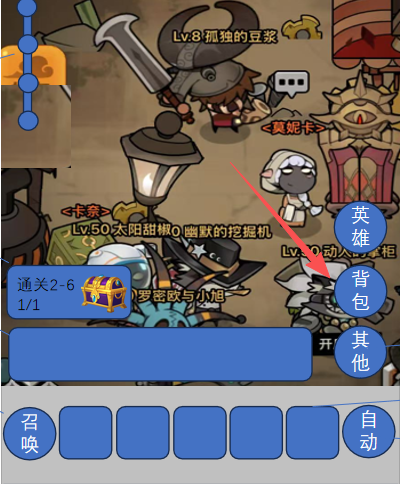 Lv.8 孤独的豆浆
<莫妮卡>
<卡奈>
Lv.50 太阳甜椒
0 幽默的挖掘机
英雄
通关2-6
1/1
罗密欧与小旭
背包
其他
召唤
自动